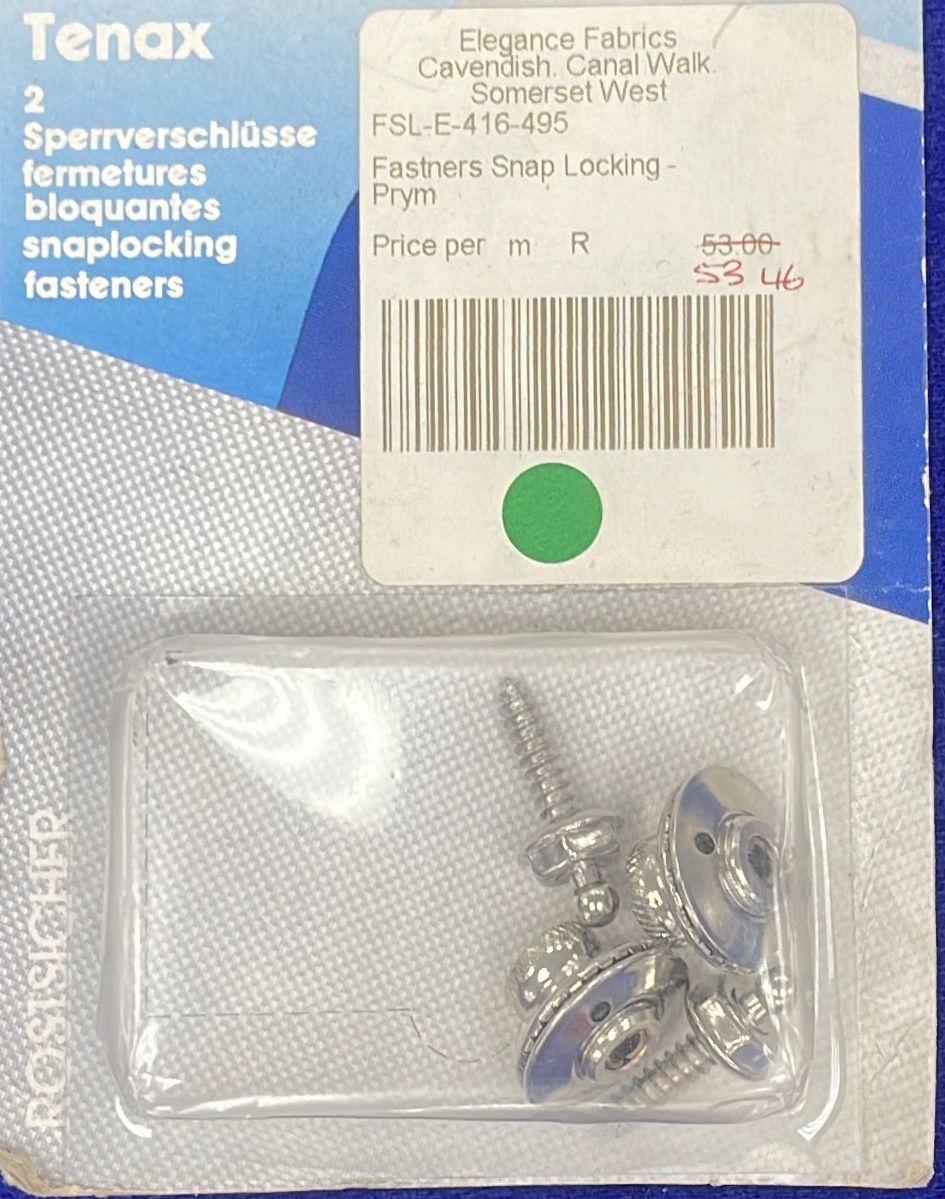 Tenax
2
Sperrverschlüsse
fermetures
bloquantes
snaplocking
fasteners
Elegance Fabrics
Cavendish. Canal Walk.
Somerset West
FSL-E-416-495
Fastners Snap Locking -
Prym
Price per m R 53.00
53 46
ROSTSICHER